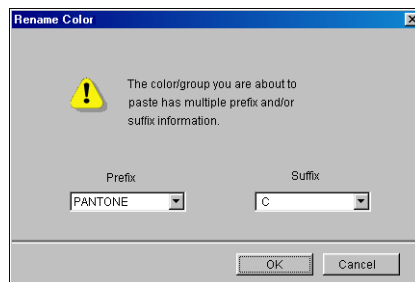 Rename Color
The color/group you are about to
paste has multiple prefix and/or
suffix information.
Prefix
Suffix
PANTONE
C
OK
Cancel